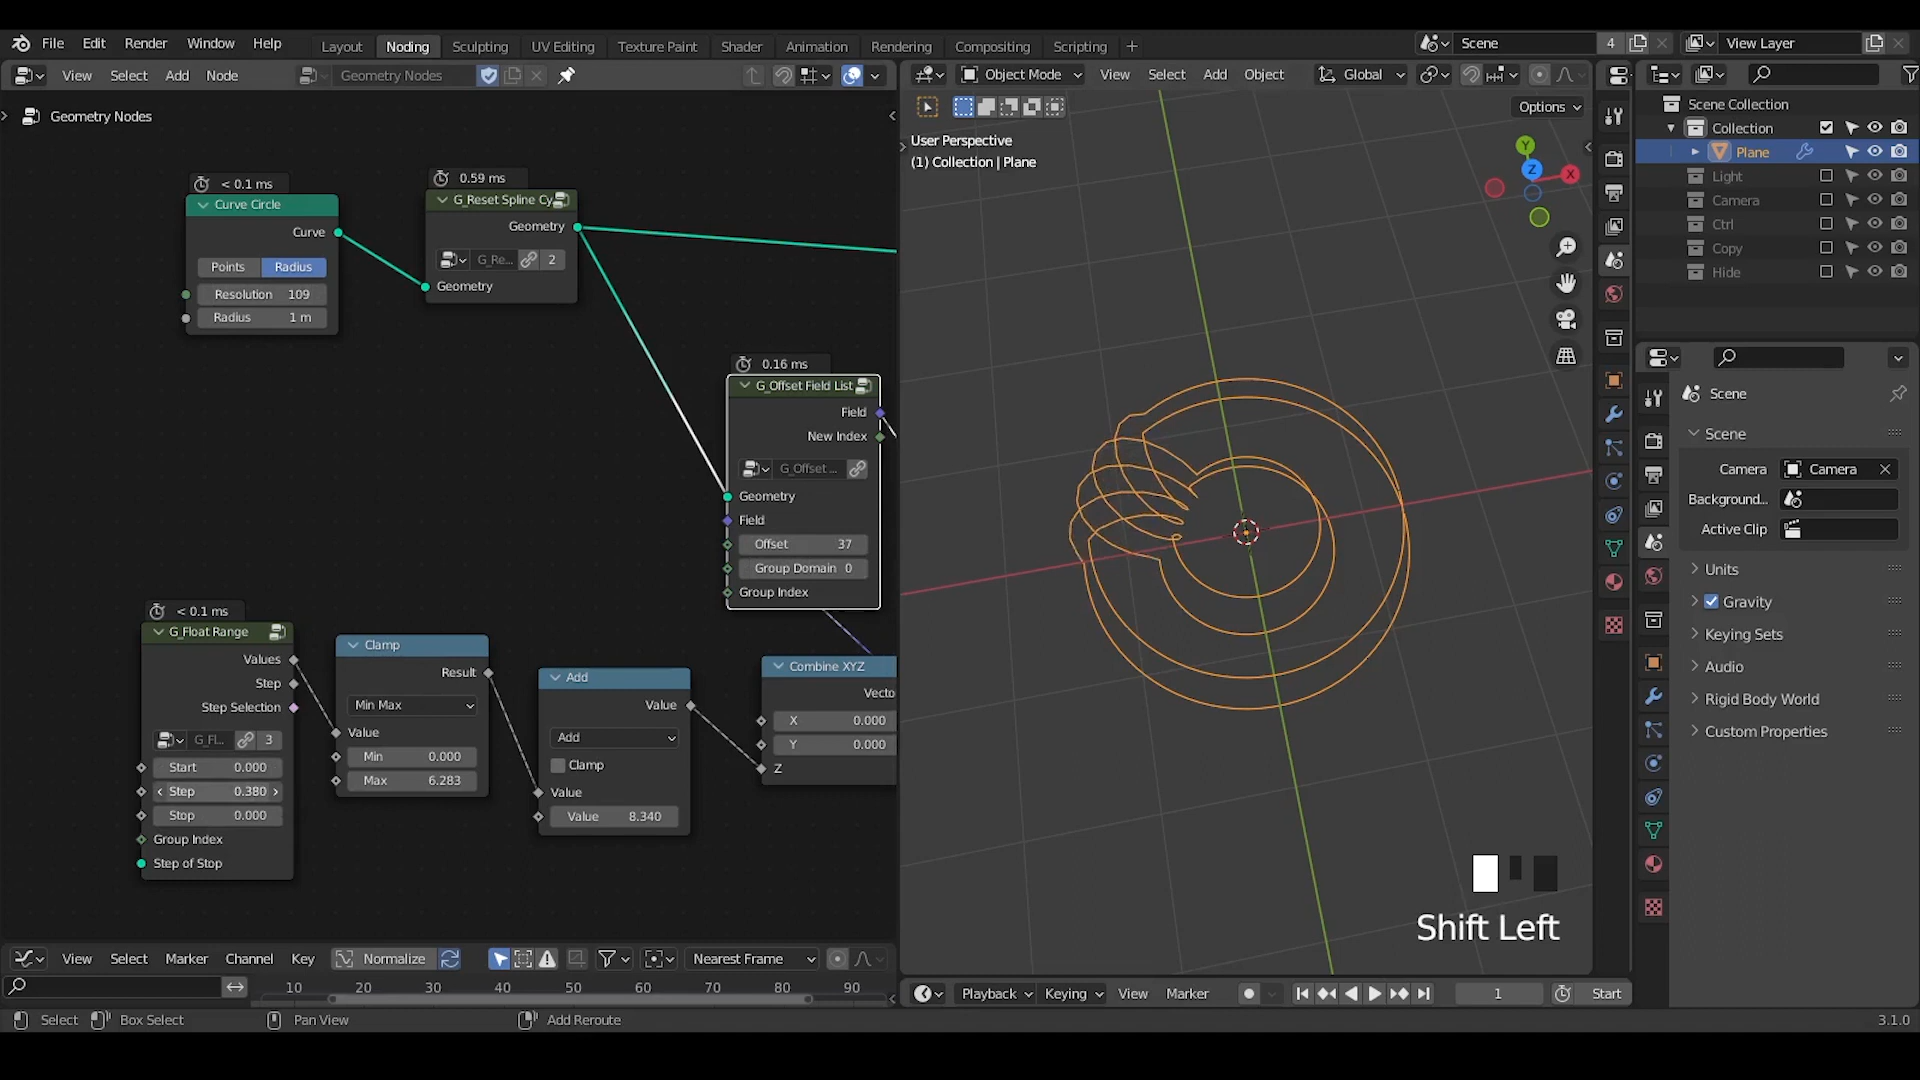 File Edit Render Window Help Layout Noding Sculpting UV Editing Texture Paint Shader Animation Rendering Compositing Scripting + Scene 4 View Layer
View Select Add Node Geometry Nodes Object Mode View Select Add Object Global
Geometry Nodes Options
User Perspective
(1) Collection | Plane
Y
Z X
Scene Collection
Collection
Plane
Light
Camera
Ctrl
Copy
Hide
< 0.1 ms
Curve Circle
Curve
Points Radius
Resolution 109
Radius 1 m
0.59 ms
G_Reset Spline Cy
Geometry
G_Re... 2
Geometry
0.16 ms
G_Offset Field List
Field
New Index
G_Offset ...
Geometry
Field
Offset 37
Group Domain 0
Group Index
< 0.1 ms
G_Float Range
Values
Step
Step Selection
G_Fl... 3
Start 0.000
Step 0.380
Stop 0.000
Group Index
Step of Stop
Clamp
Result
Min Max
Value
Min 0.000
Max 6.283
Add
Value
Add
Clamp
Value
Value 8.340
Combine XYZ
Vecto
X 0.000
Y 0.000
Z
Scene
Scene
Camera Camera
Background...
Active Clip
Units
Gravity
Keying Sets
Audio
Rigid Body World
Custom Properties
Shift Left
View Select Marker Channel Key Normalize Nearest Frame
10 20 30 40 50 60 70 80 90
Playback Keying View Marker 1 Start
Select Box Select Pan View Add Reroute 3.1.0